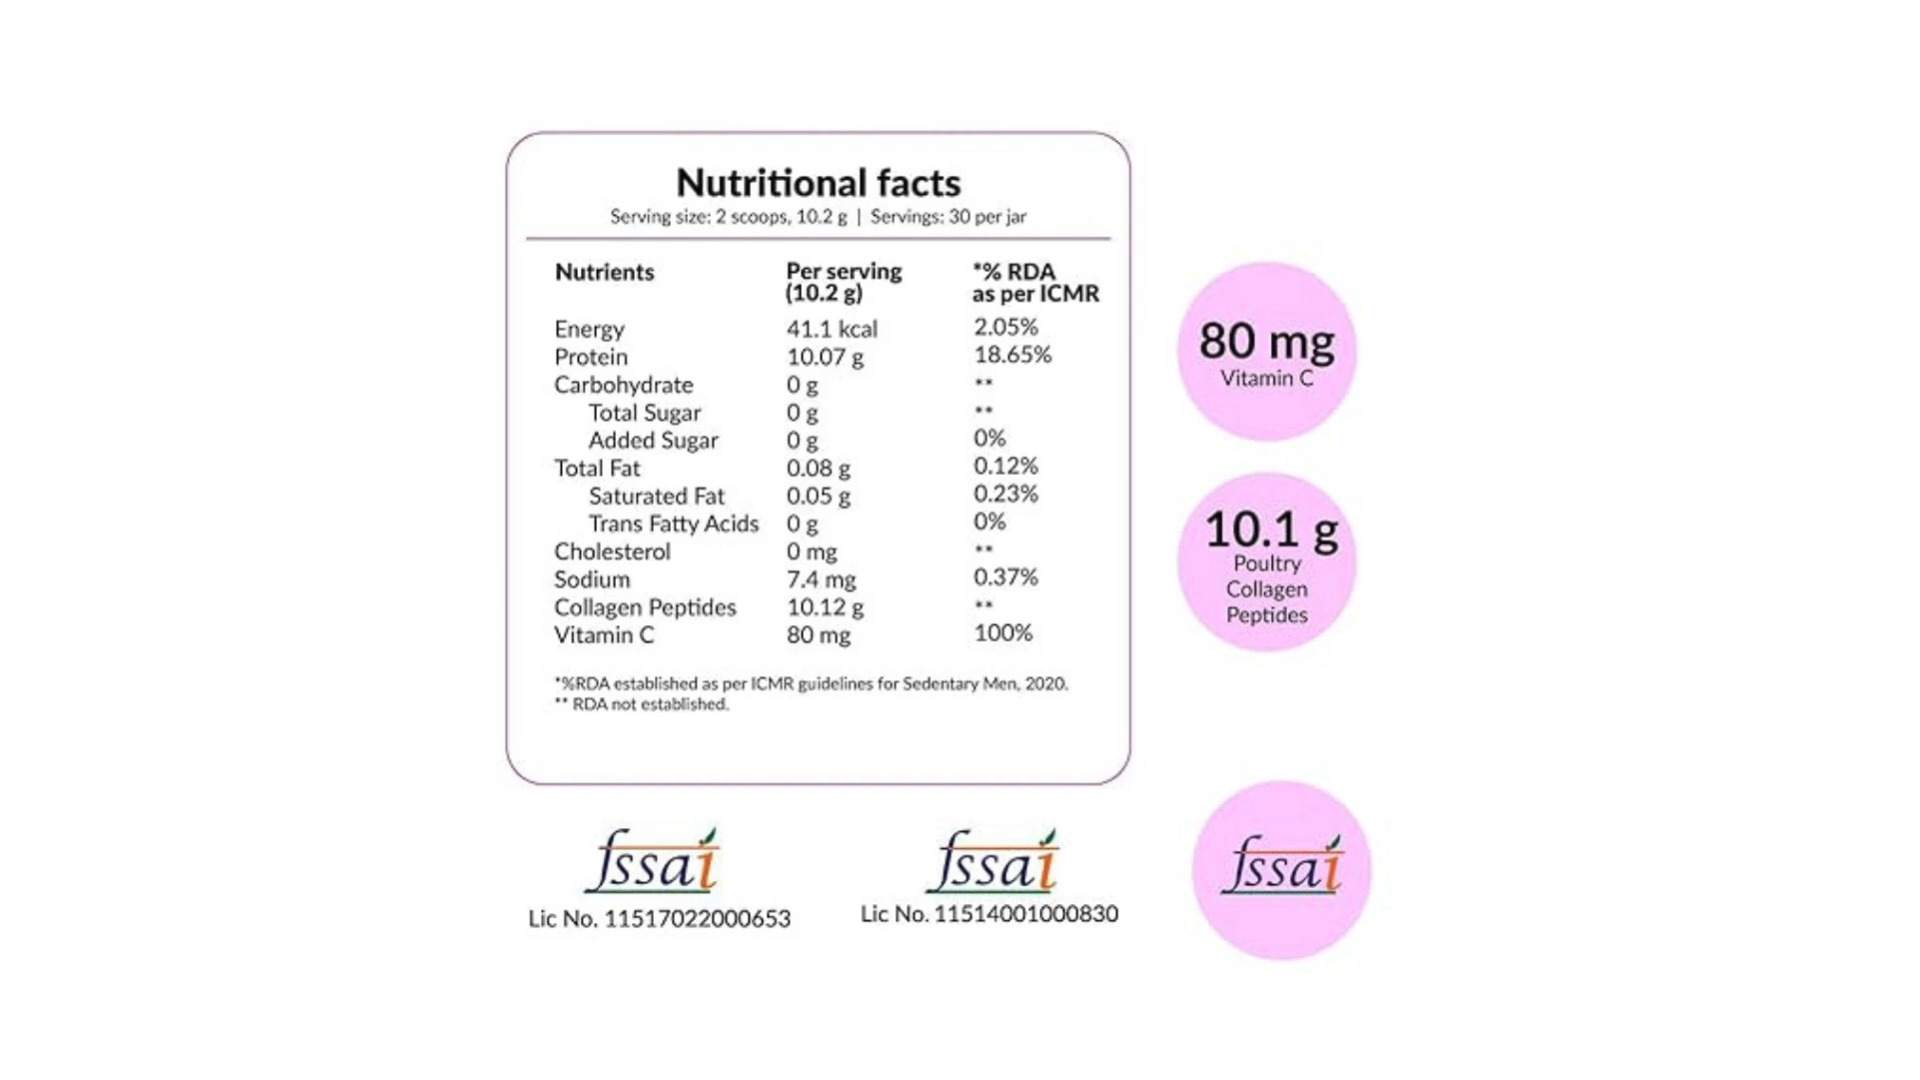 Nutritional facts
Serving size: 2 scoops, 10.2 g | Servings: 30 per jar
Nutrients Per serving (10.2 g) *% RDA as per ICMR
Energy 41.1 kcal 2.05%
Protein 10.07 g 18.65%
Carbohydrate 0 g **
Total Sugar 0 g **
Added Sugar 0 g 0%
Total Fat 0.08 g 0.12%
Saturated Fat 0.05 g 0.23%
Trans Fatty Acids 0 g 0%
Cholesterol 0 mg **
Sodium 7.4 mg 0.37%
Collagen Peptides 10.12 g **
Vitamin C 80 mg 100%
*%RDA established as per ICMR guidelines for Sedentary Men, 2020.
** RDA not established.
80 mg
Vitamin C
10.1 g
Poultry
Collagen
Peptides
fssai
Lic No. 11517022000653
fssai
Lic No. 11514001000830
fssai